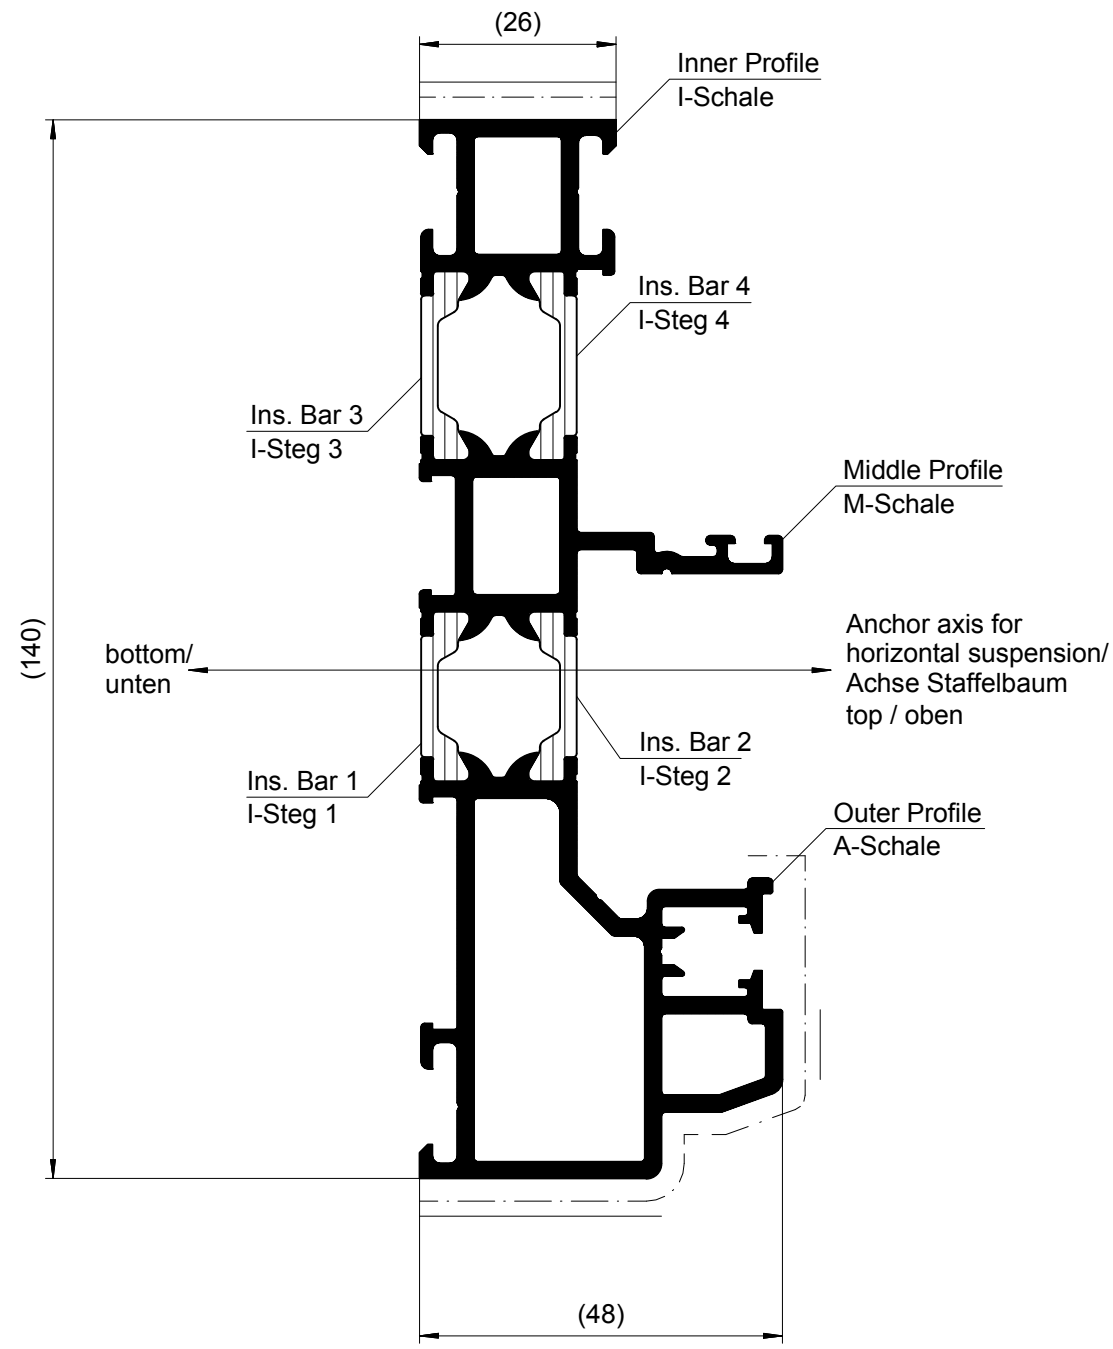 (26)
Inner Profile
I-Schale
Ins. Bar 4
I-Steg 4
Ins. Bar 3
I-Steg 3
Middle Profile
M-Schale
(140)
bottom/
unten
Anchor axis for
horizontal suspension/
Achse Staffelbaum
top / oben
Ins. Bar 2
I-Steg 2
Ins. Bar 1
I-Steg 1
Outer Profile
A-Schale
(48)